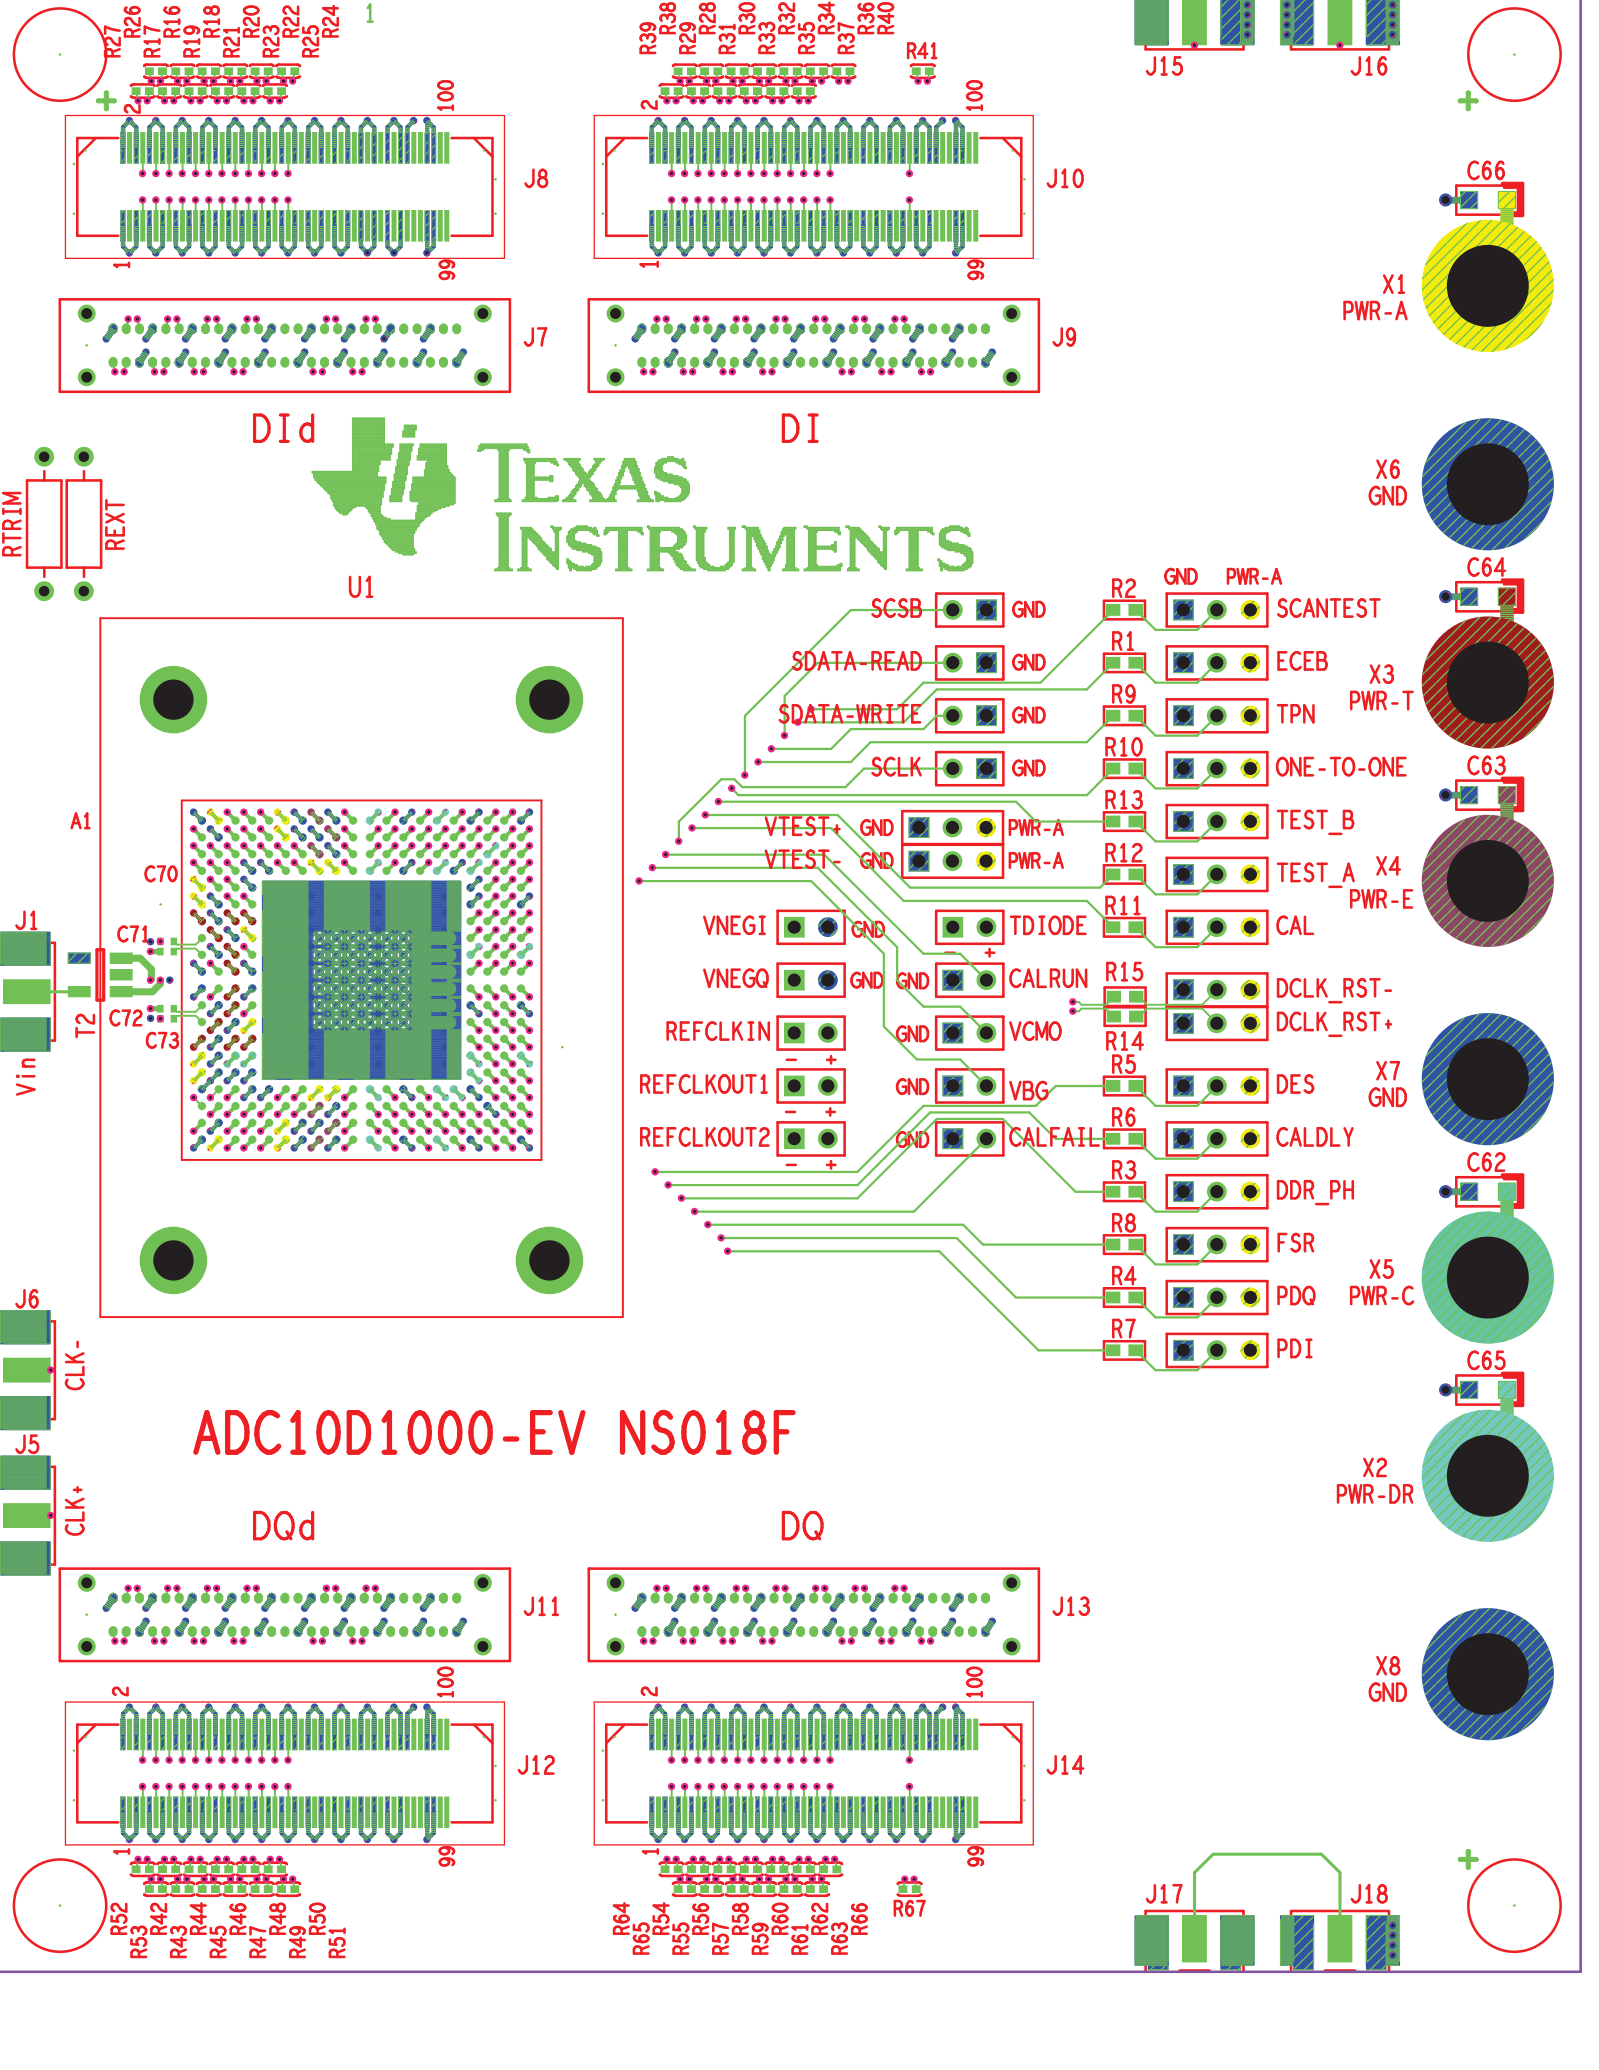 R27
R26
R17
R16
R19
R18
R21
R20
R23
R22
R25
R24
1
R39
R38
R29
R28
R31
R30
R33
R32
R35
R34
R37
R36
R40
R41
J15
J16
2
100
2
100
C66
J8
J10
X1
PWR-A
1
99
1
99
J7
J9
DId
DI
TEXAS
INSTRUMENTS
X6
GND
RTRIM
REXT
U1
C64
X3
PWR-T
GND
PWR-A
SCSB
GND
R2
SCANTEST
SDATA-READ
GND
R1
ECEB
SDATA-WRITE
GND
R9
TPN
SCLK
GND
R10
ONE-TO-ONE
C63
X4
PWR-E
VTEST+
GND
PWR-A
R13
TEST_B
VTEST-
GND
PWR-A
R12
TEST_A
VNEGI
GND
TDIODE
- +
R11
CAL
VNEGQ
GND
GND
CALRUN
R15
DCLK_RST-
REFCLKIN
- +
GND
VCMO
R14
DCLK_RST+
REFCLKOUT1
- +
GND
VBG
R5
DES
REFCLKOUT2
- +
GND
CALFAIL
R6
CALDLY
R3
DDR_PH
R8
FSR
R4
PDQ
R7
PDI
A1
C70
C71
J1
T2
C72
C73
Vin
X7
GND
C62
X5
PWR-C
C65
X2
PWR-DR
J6
CLK-
J5
CLK+
ADC10D1000-EV NS018F
DQd
DQ
J11
J13
X8
GND
2
100
2
100
J12
J14
1
99
1
99
J17
J18
R52
R53
R42
R43
R44
R45
R46
R47
R48
R49
R50
R51
R64
R65
R54
R55
R56
R57
R58
R59
R60
R61
R62
R63
R66
R67